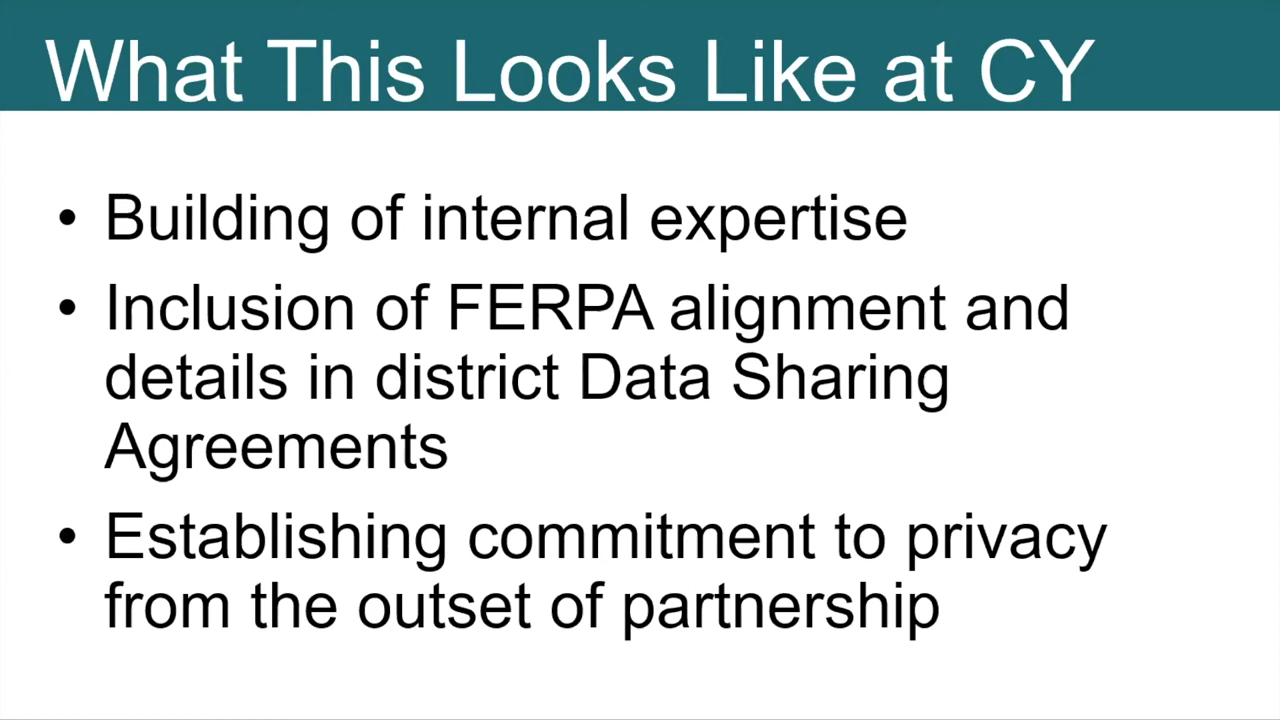 What This Looks Like at CY
• Building of internal expertise
• Inclusion of FERPA alignment and
details in district Data Sharing
Agreements
• Establishing commitment to privacy
from the outset of partnership